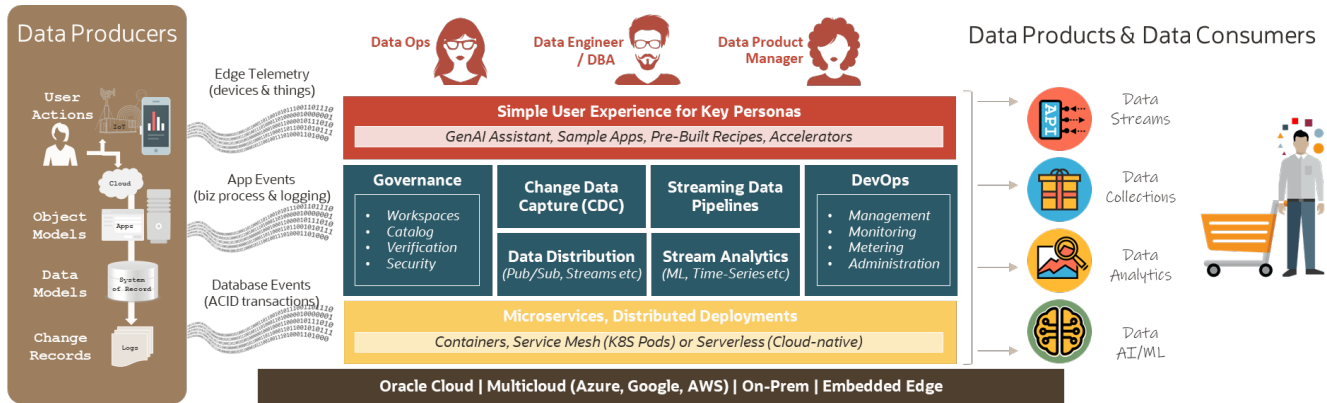 Data Producers
User
Actions
IoT
Cloud
Object
Models
Apps
Data
Models
System
of Record
Change
Records
Logs
Edge Telemetry
(devices & things)
App Events
(biz process & logging)
Database Events
(ACID transactions)
Data Ops
Data Engineer
/ DBA
Data Product
Manager
Simple User Experience for Key Personas
GenAI Assistant, Sample Apps, Pre-Built Recipes, Accelerators
Governance
• Workspaces
• Catalog
• Verification
• Security
Change Data
Capture (CDC)
Streaming Data
Pipelines
Data Distribution
(Pub/Sub, Streams etc)
Stream Analytics
(ML, Time-Series etc)
DevOps
• Management
• Monitoring
• Metering
• Administration
Microservices, Distributed Deployments
Containers, Service Mesh (K8S Pods) or Serverless (Cloud-native)
Oracle Cloud | Multicloud (Azure, Google, AWS) | On-Prem | Embedded Edge
Data Products & Data Consumers
API
Data
Streams
Data
Collections
Data
Analytics
Data
AI/ML